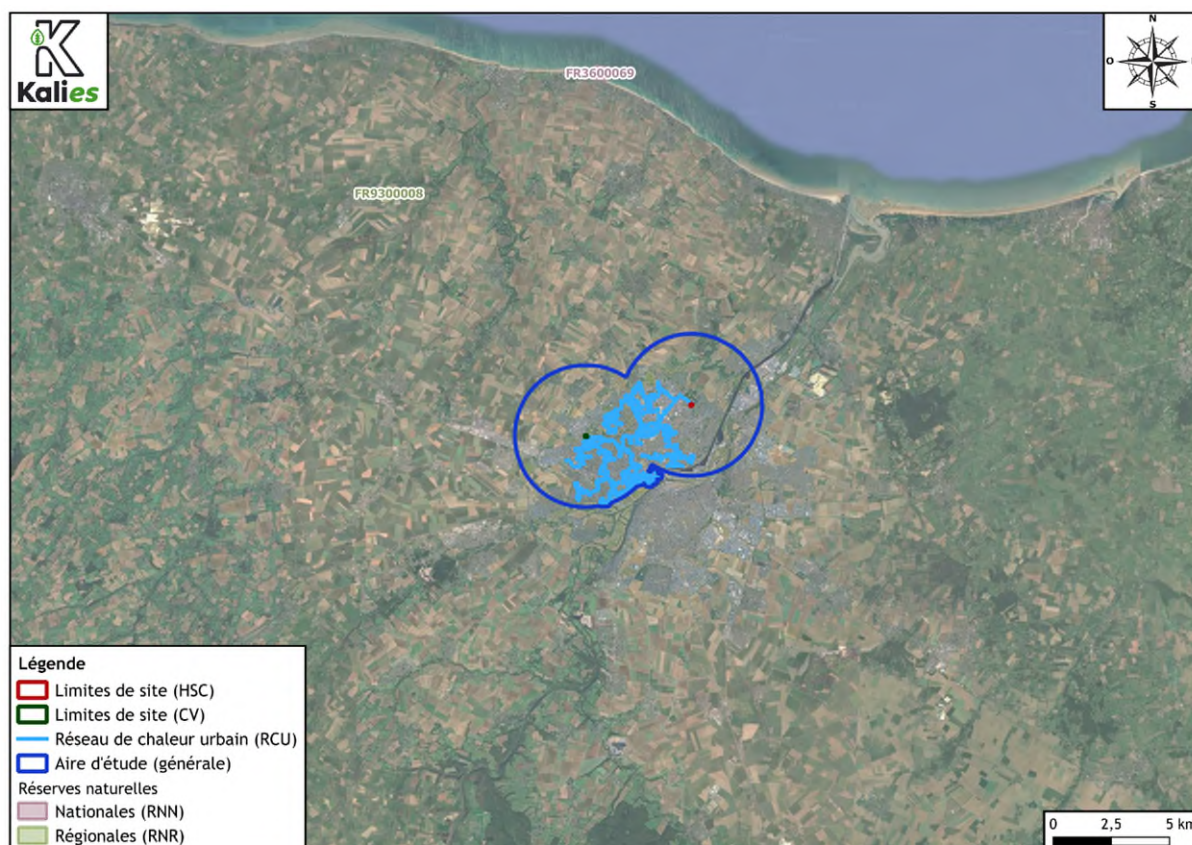 Kalies
N
O
S
FR3600069
FR9300008
Légende
Limites de site (HSC)
Limites de site (CV)
Réseau de chaleur urbain (RCU)
Aire d'étude (générale)
Réserves naturelles
Nationales (RNN)
Régionales (RNR)
0 2,5 5 km